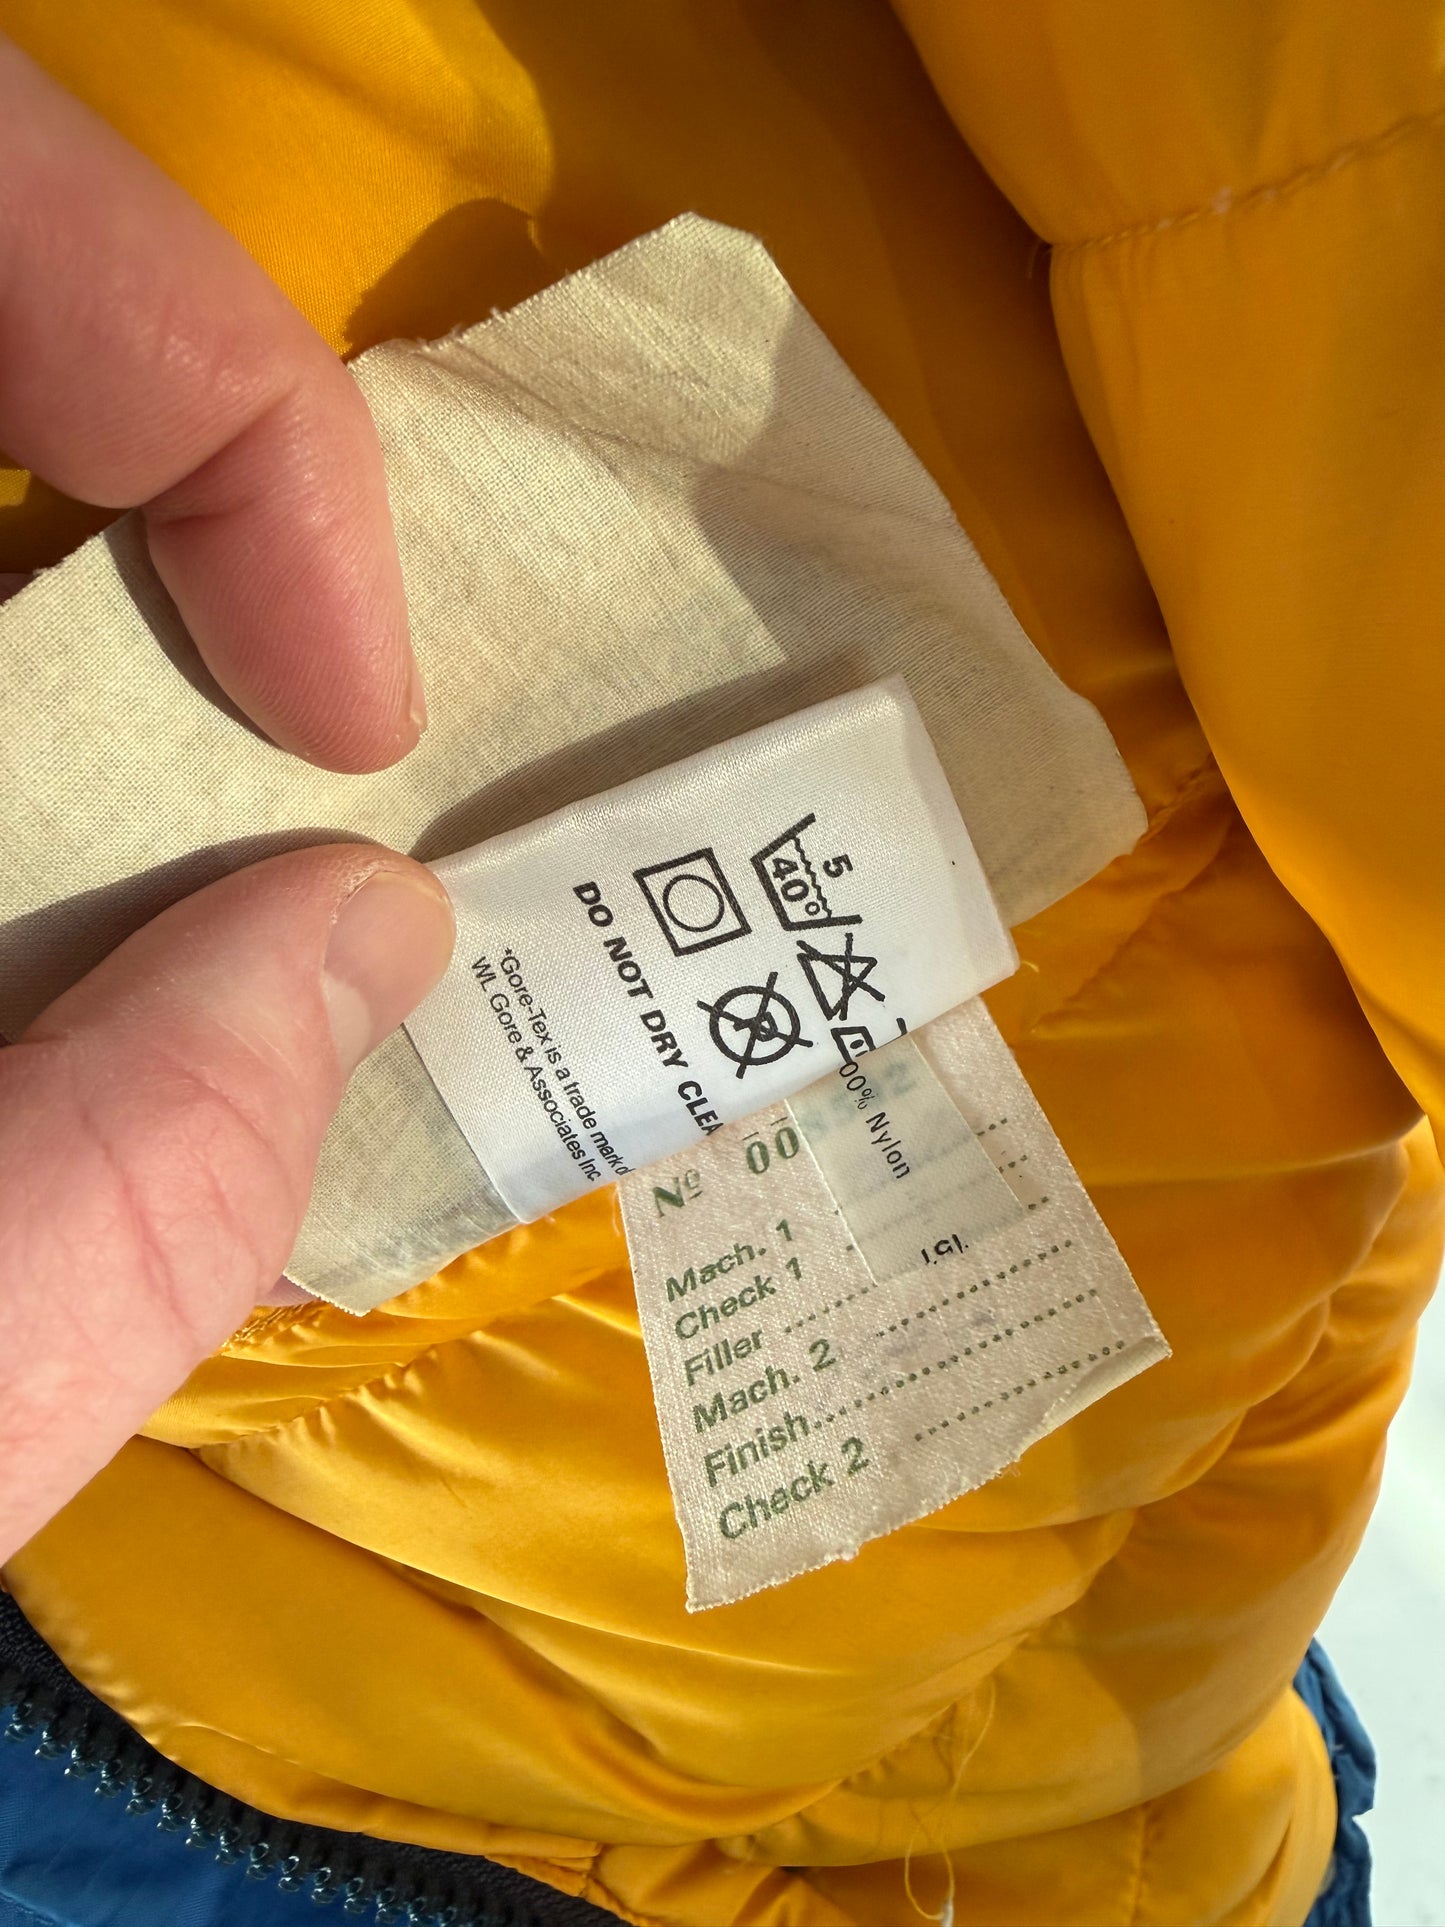 5
40°
DO NOT DRY CLEA
*Gore-Tex is a trade mark
WL Gore & Associates Inc.
00% Nylon
Nº 00
Mach. 1
Check 1
Filler
Mach. 2
Finish
Check 2